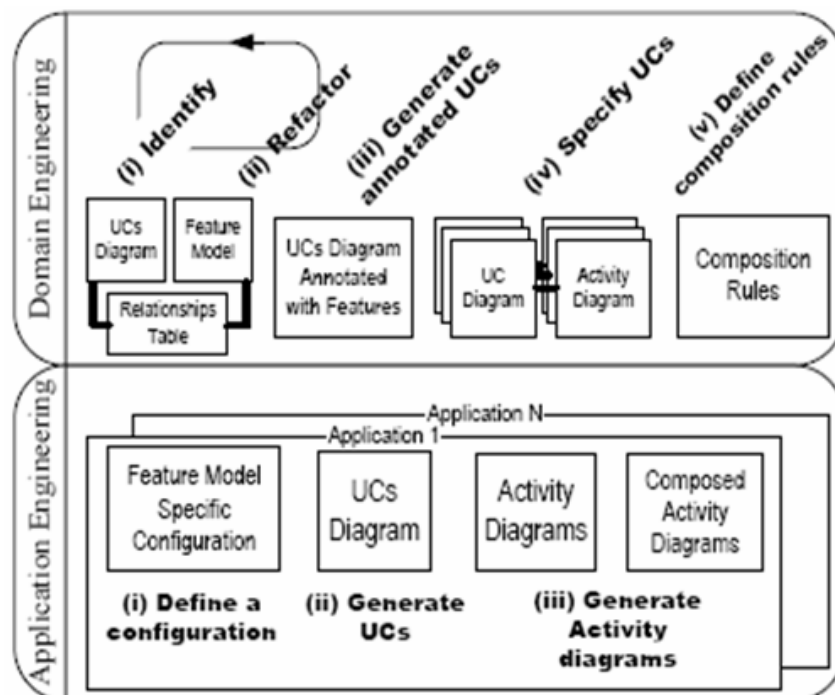 Domain Engineering
(i) Identify
(ii) Refactor
(iii) Generate
annotated UCs
(iv) Specify UCs
(v) Define
composition rules
UCs
Diagram
Feature
Model
Relationships
Table
UCs Diagram
Annotated
with Features
UC
Diagram
Activity
Diagram
Composition
Rules
Application Engineering
Application N
Application 1
Feature Model
Specific
Configuration
UCs
Diagram
Activity
Diagrams
Composed
Activity
Diagrams
(i) Define a
configuration
(ii) Generate
UCs
(iii) Generate
Activity
diagrams